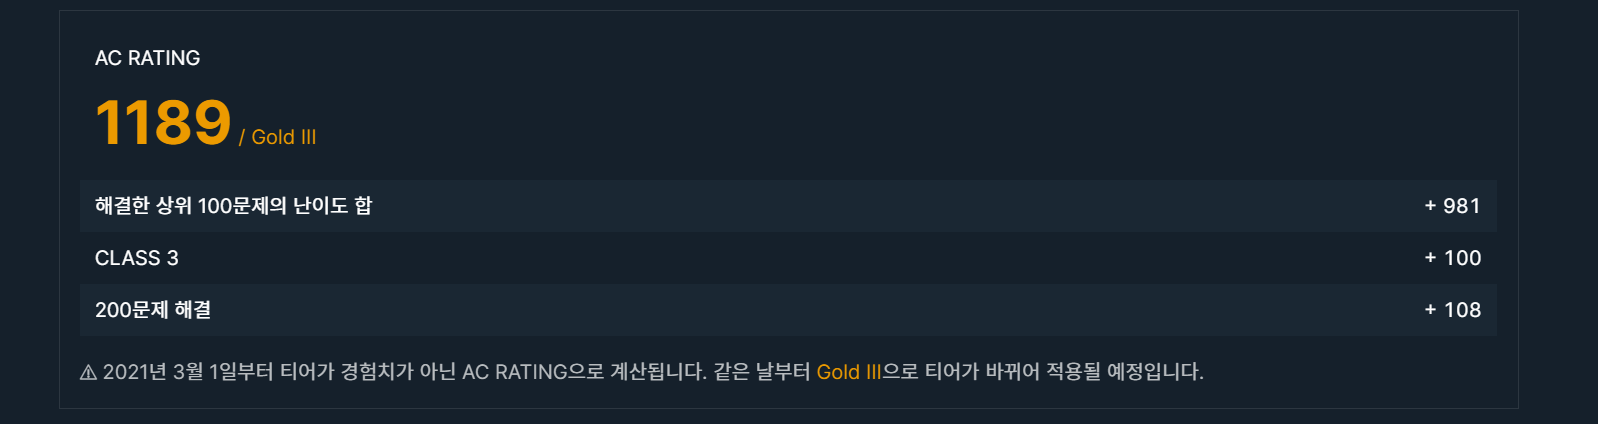 AC RATING
1189 / Gold III
해결한 상위 100문제의 난이도 합 + 981
CLASS 3 + 100
200문제 해결 + 108
⚠ 2021년 3월 1일부터 티어가 경험치가 아닌 AC RATING으로 계산됩니다. 같은 날부터 Gold III으로 티어가 바뀌어 적용될 예정입니다.